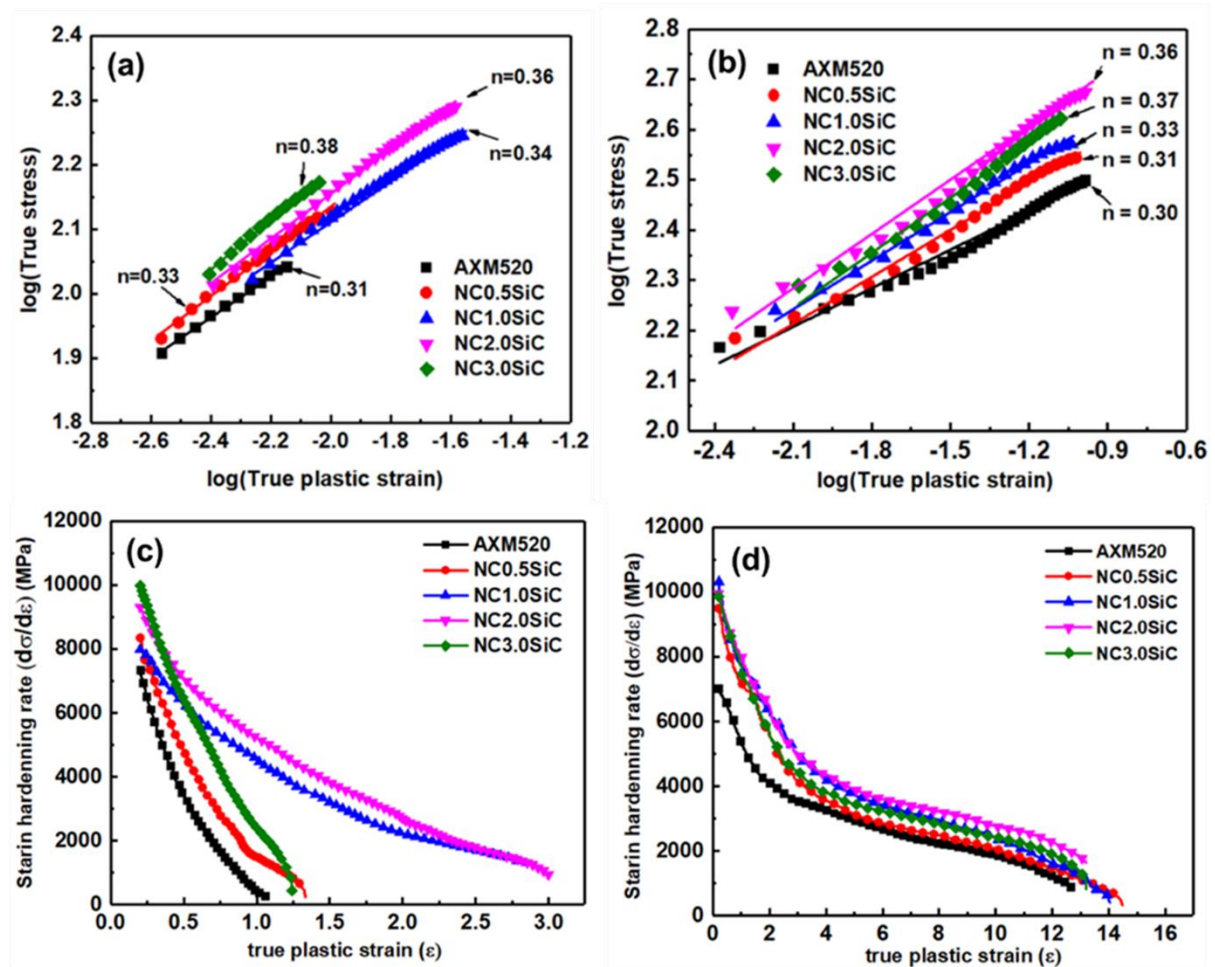 (a)
2.4
2.3
2.2
2.1
2.0
1.9
1.8
log(True stress)
n=0.36
n=0.34
n=0.38
n=0.33
n=0.31
AXM520
NC0.5SiC
NC1.0SiC
NC2.0SiC
NC3.0SiC
-2.8 -2.6 -2.4 -2.2 -2.0 -1.8 -1.6 -1.4 -1.2
log(True plastic strain)
(b)
2.8
2.7
2.6
2.5
2.4
2.3
2.2
2.1
2.0
log(True stress)
AXM520
NC0.5SiC
NC1.0SiC
NC2.0SiC
NC3.0SiC
n = 0.36
n = 0.37
n = 0.33
n = 0.31
n = 0.30
-2.4 -2.1 -1.8 -1.5 -1.2 -0.9 -0.6
log(True plastic strain)
(c)
12000
10000
8000
6000
4000
2000
0
Starin hardenning rate (dσ/dε) (MPa)
AXM520
NC0.5SiC
NC1.0SiC
NC2.0SiC
NC3.0SiC
0.0 0.5 1.0 1.5 2.0 2.5 3.0
true plastic strain (ε)
(d)
12000
10000
8000
6000
4000
2000
0
Starin hardenning rate (dσ/dε) (MPa)
AXM520
NC0.5SiC
NC1.0SiC
NC2.0SiC
NC3.0SiC
0 2 4 6 8 10 12 14 16
true plastic strain (ε)